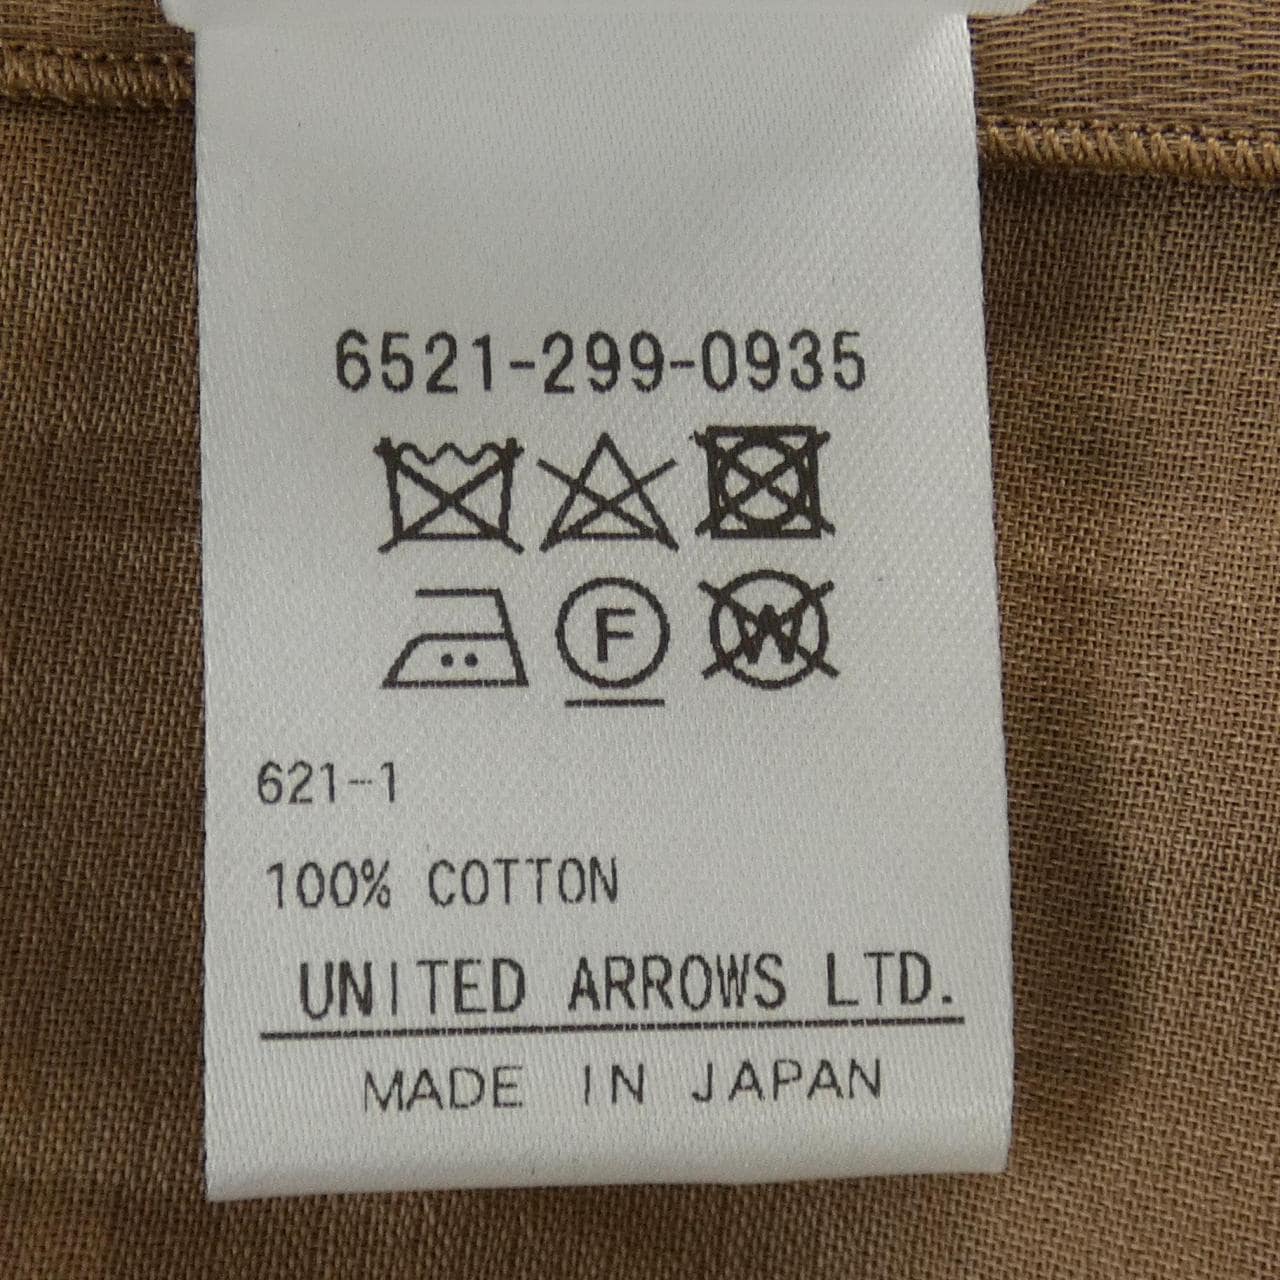 6521-299-0935
F W
621-1
100% COTTON
UNITED ARROWS LTD.
MADE IN JAPAN